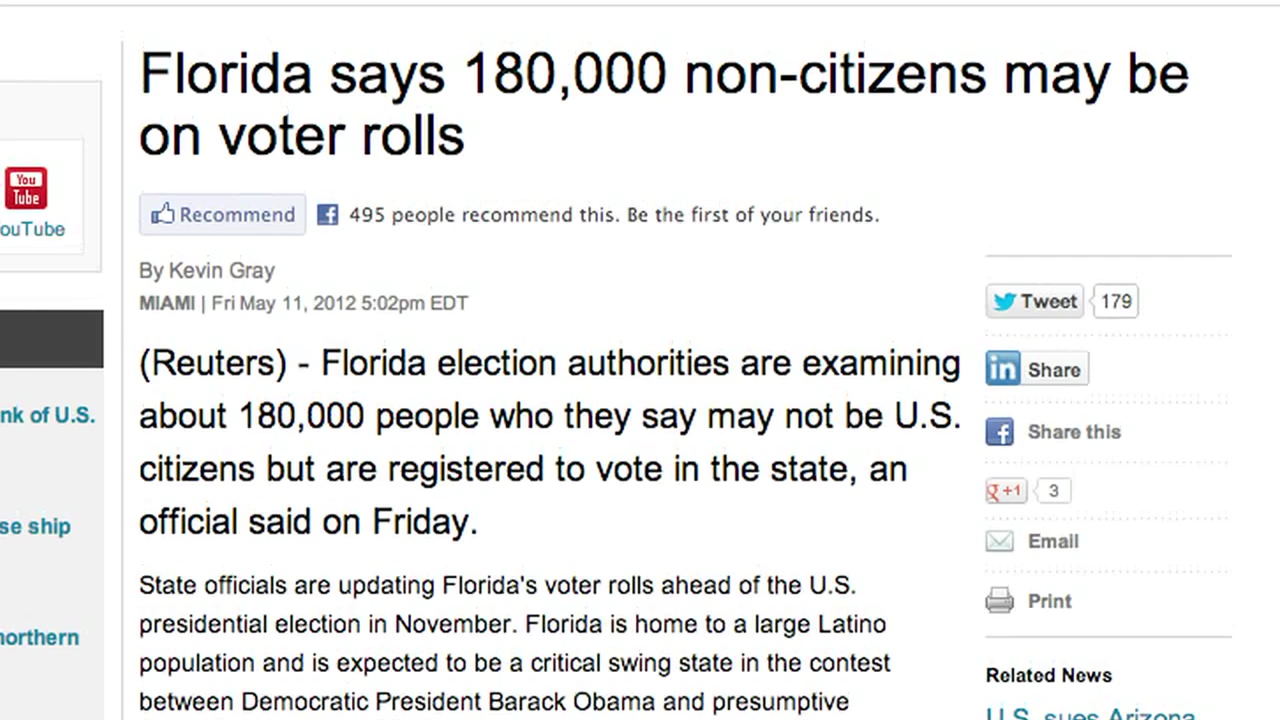 Florida says 180,000 non-citizens may be
on voter rolls
You
Tube
ouTube
Recommend
495 people recommend this. Be the first of your friends.
By Kevin Gray
MIAMI | Fri May 11, 2012 5:02pm EDT
(Reuters) - Florida election authorities are examining
about 180,000 people who they say may not be U.S.
citizens but are registered to vote in the state, an
official said on Friday.
State officials are updating Florida's voter rolls ahead of the U.S.
presidential election in November. Florida is home to a large Latino
population and is expected to be a critical swing state in the contest
between Democratic President Barack Obama and presumptive
nk of U.S.
se ship
northern
Tweet 179
in Share
Share this
+1 3
Email
Print
Related News
U.S. sues Arizona